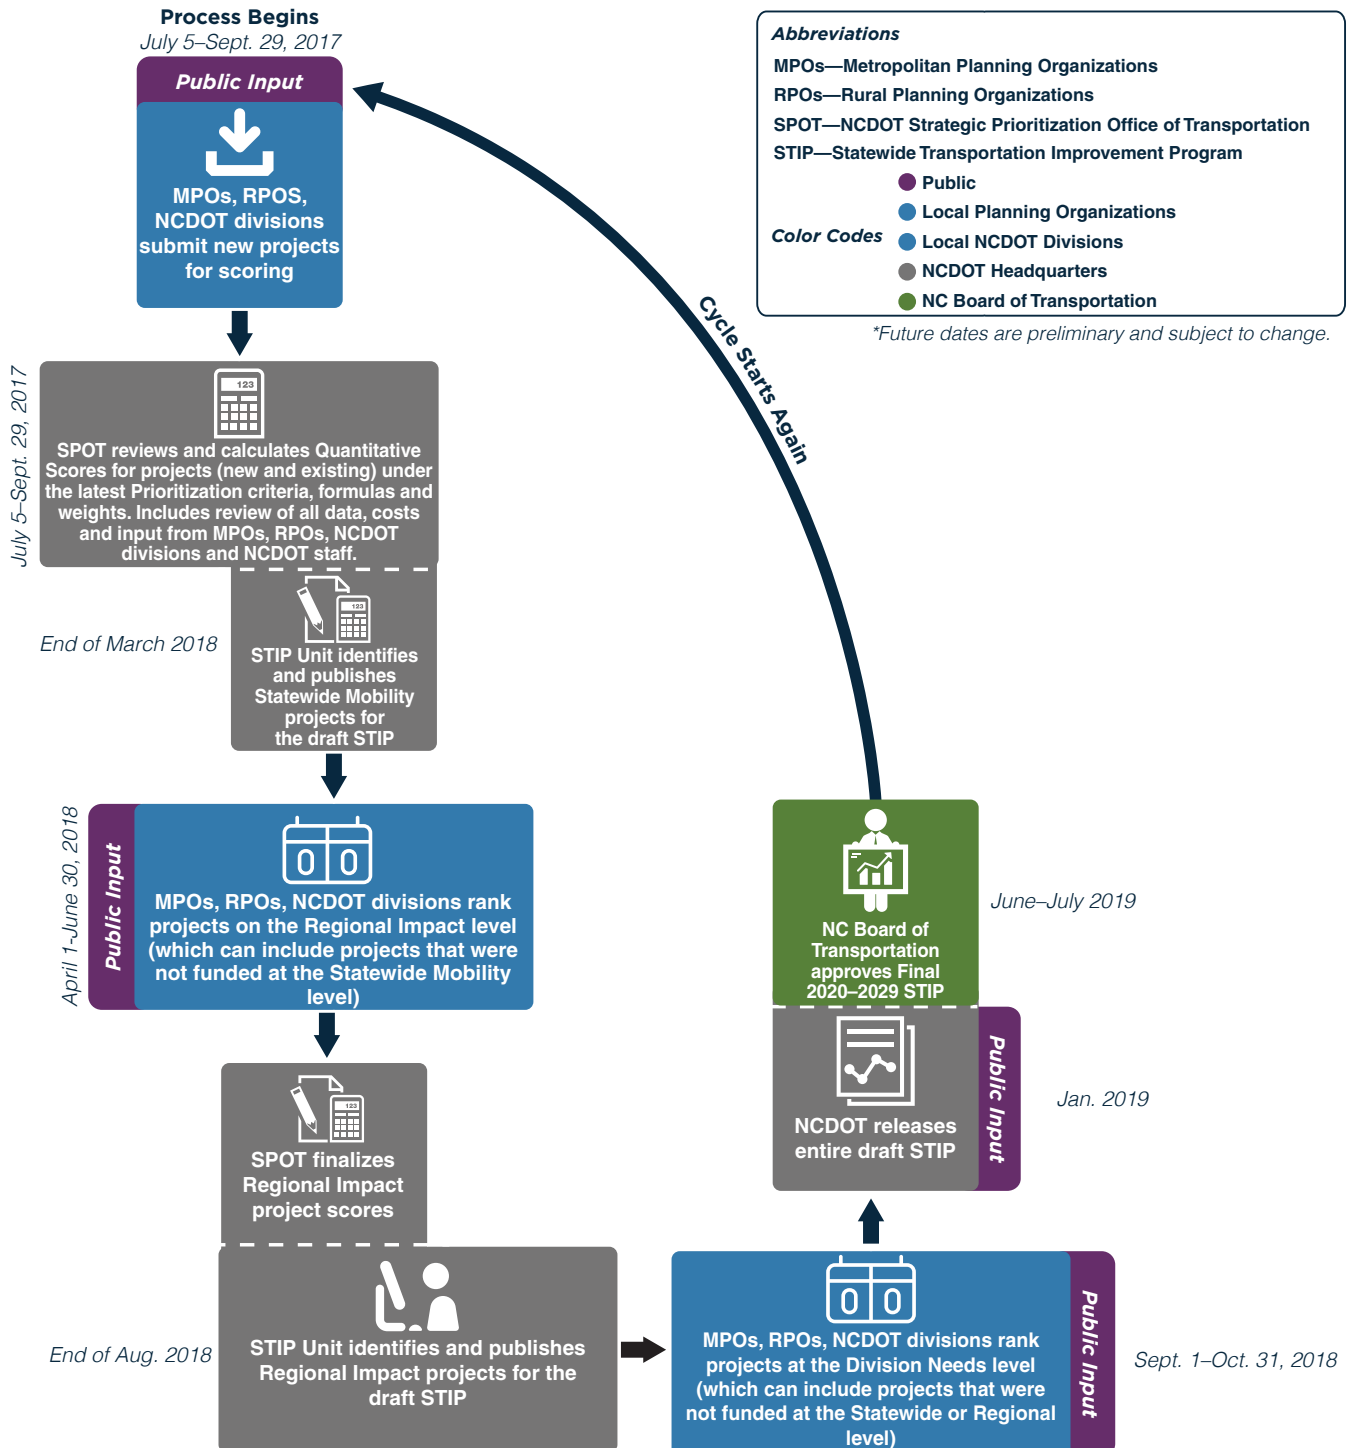 Process Begins
July 5–Sept. 29, 2017
Public Input
MPOs, RPOS,
NCDOT divisions
submit new projects
for scoring
Abbreviations
MPOs—Metropolitan Planning Organizations
RPOs—Rural Planning Organizations
SPOT—NCDOT Strategic Prioritization Office of Transportation
STIP—Statewide Transportation Improvement Program
Color Codes
Public
Local Planning Organizations
Local NCDOT Divisions
NCDOT Headquarters
NC Board of Transportation
*Future dates are preliminary and subject to change.
Cycle Starts Again
July 5–Sept. 29, 2017
123
SPOT reviews and calculates Quantitative
Scores for projects (new and existing) under
the latest Prioritization criteria, formulas and
weights. Includes review of all data, costs
and input from MPOs, RPOs, NCDOT
divisions and NCDOT staff.
End of March 2018
123
STIP Unit identifies
and publishes
Statewide Mobility
projects for
the draft STIP
April 1-June 30, 2018
Public Input
0 0
MPOs, RPOs, NCDOT divisions rank
projects on the Regional Impact level
(which can include projects that were
not funded at the Statewide Mobility
level)
123
SPOT finalizes
Regional Impact
project scores
End of Aug. 2018
STIP Unit identifies and publishes
Regional Impact projects for the
draft STIP
0 0
MPOs, RPOs, NCDOT divisions rank
projects at the Division Needs level
(which can include projects that were
not funded at the Statewide or Regional
level)
Public Input
Sept. 1–Oct. 31, 2018
NCDOT releases
entire draft STIP
Public Input
Jan. 2019
NC Board of
Transportation
approves Final
2020–2029 STIP
June–July 2019